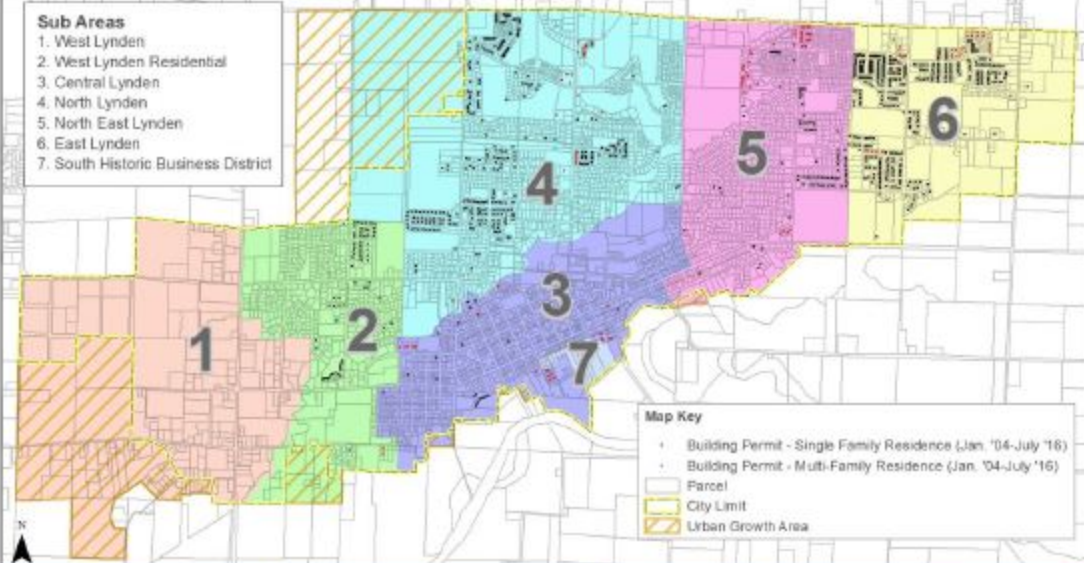 Sub Areas
1. West Lynden
2. West Lynden Residential
3. Central Lynden
4. North Lynden
5. North East Lynden
6. East Lynden
7. South Historic Business District
6
5
4
3
1
2
7
Map Key
Building Permit - Single Family Residence (Jan. '04-July '16)
Building Permit - Multi-Family Residence (Jan. '04-July '16)
Parcel
City Limit
Urban Growth Area
N